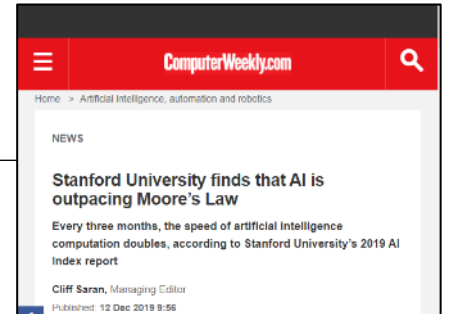 ComputerWeekly.com
Home > Artificial intelligence, automation and robotics
NEWS
Stanford University finds that AI is
outpacing Moore's Law
Every three months, the speed of artificial intelligence
computation doubles, according to Stanford University's 2019 AI
Index report
Cliff Saran, Managing Editor
Published: 12 Dec 2019 9:56